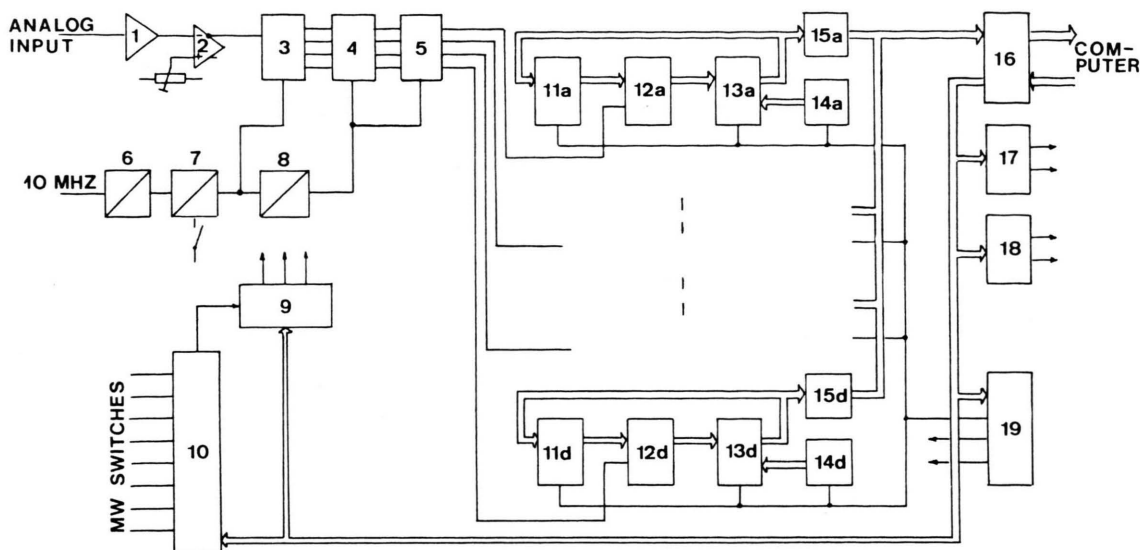 ANALOG
INPUT
1
2
3
4
5
15a
16
COM-
PUTER
11a
12a
13a
14a
17
6
7
8
10 MHZ
18
9
MW SWITCHES
10
15d
11d
12d
13d
14d
19